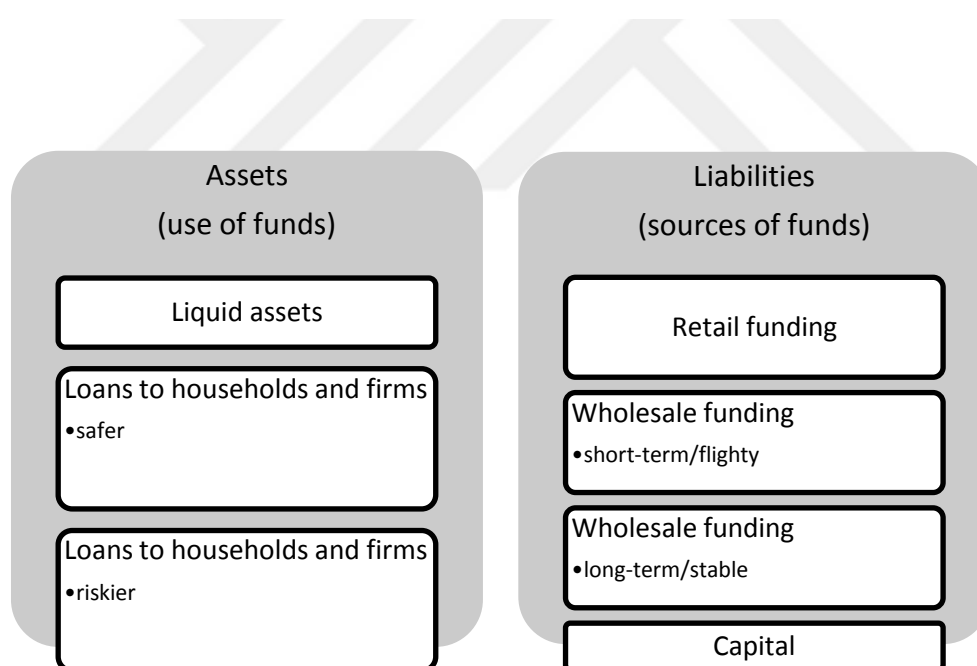 Assets
(use of funds)
Liquid assets
Loans to households and firms
•safer
Loans to households and firms
•riskier
Liabilities
(sources of funds)
Retail funding
Wholesale funding
•short-term/flighty
Wholesale funding
•long-term/stable
Capital